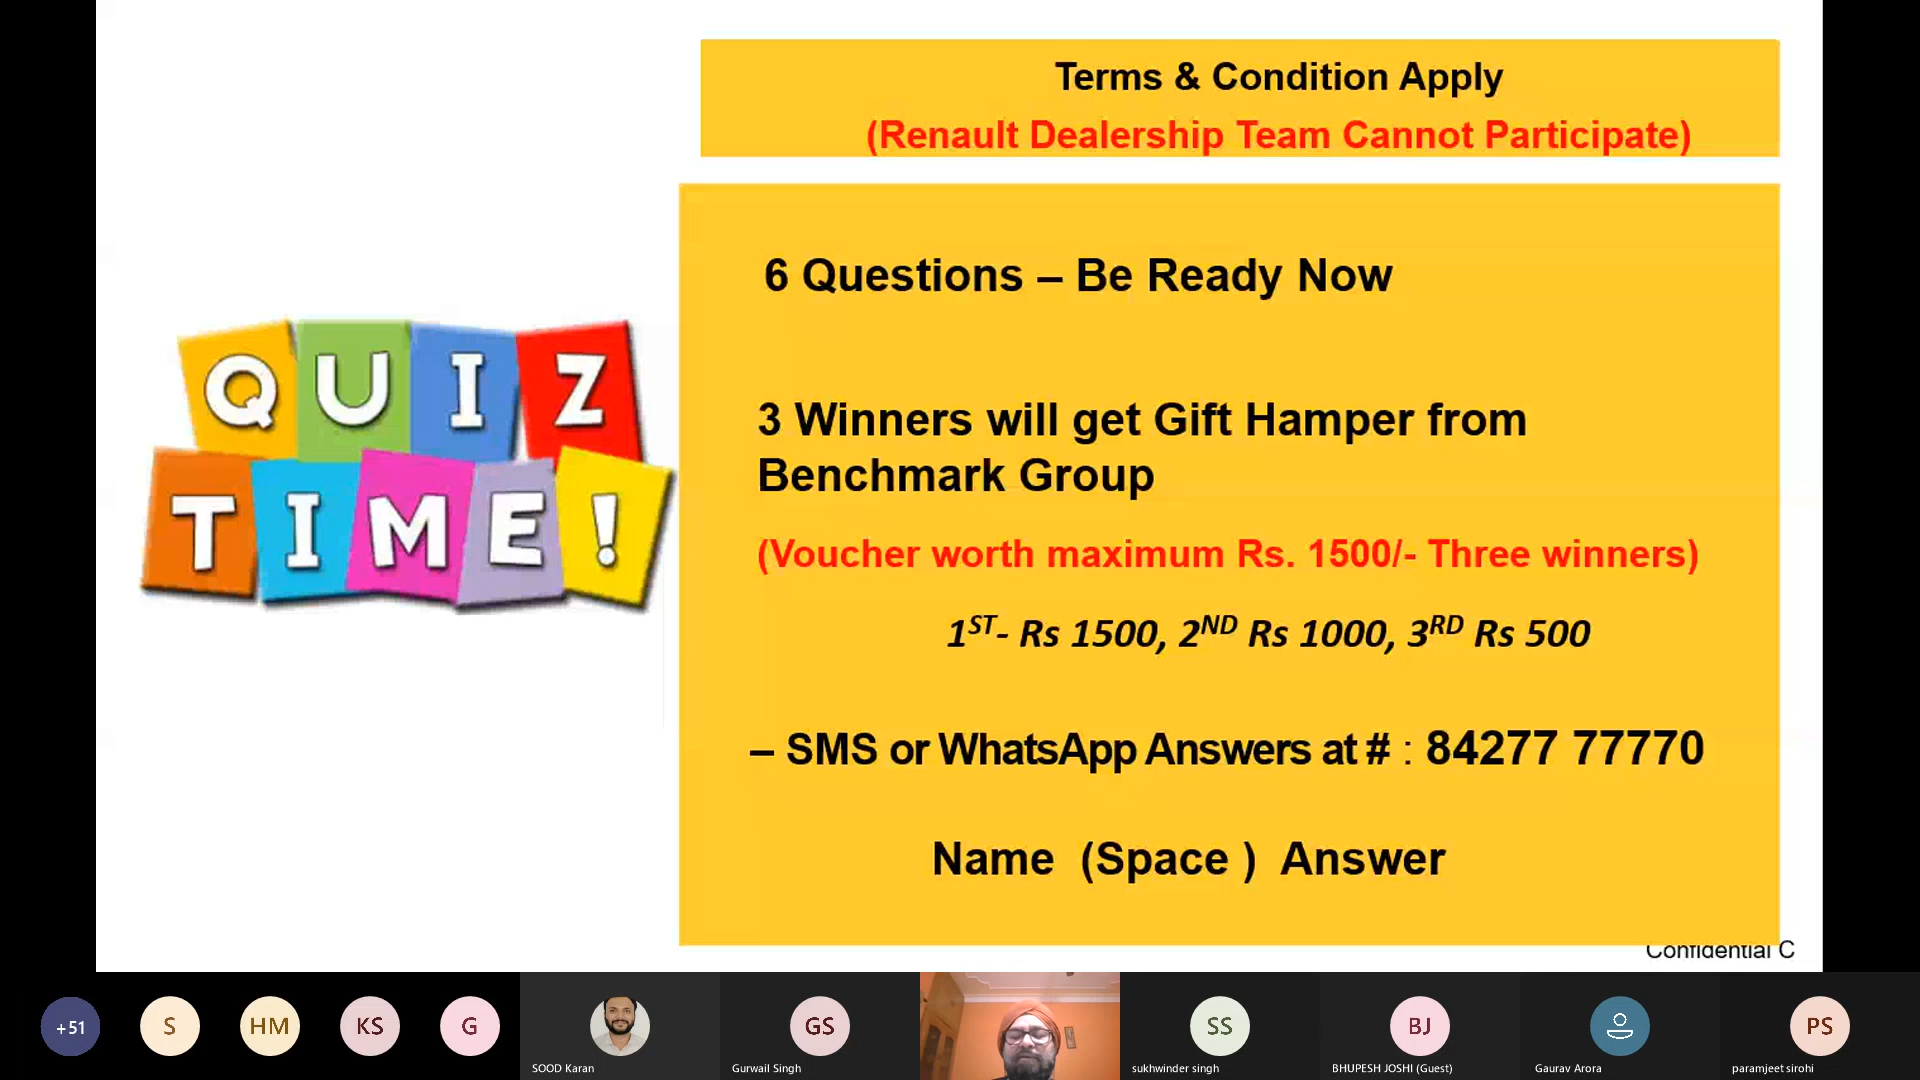 Terms & Condition Apply
(Renault Dealership Team Cannot Participate)
QUIZ
TIME!
6 Questions – Be Ready Now
3 Winners will get Gift Hamper from
Benchmark Group
(Voucher worth maximum Rs. 1500/- Three winners)
1ST- Rs 1500, 2ND Rs 1000, 3RD Rs 500
– SMS or WhatsApp Answers at # : 84277 77770
Name (Space ) Answer
Confidential C
+51
S
HM
KS
G
SOOD Karan
GS
Gurwail Singh
SS
sukhwinder singh
BJ
BHUPESH JOSHI (Guest)
Gaurav Arora
PS
paramjeet sirohi